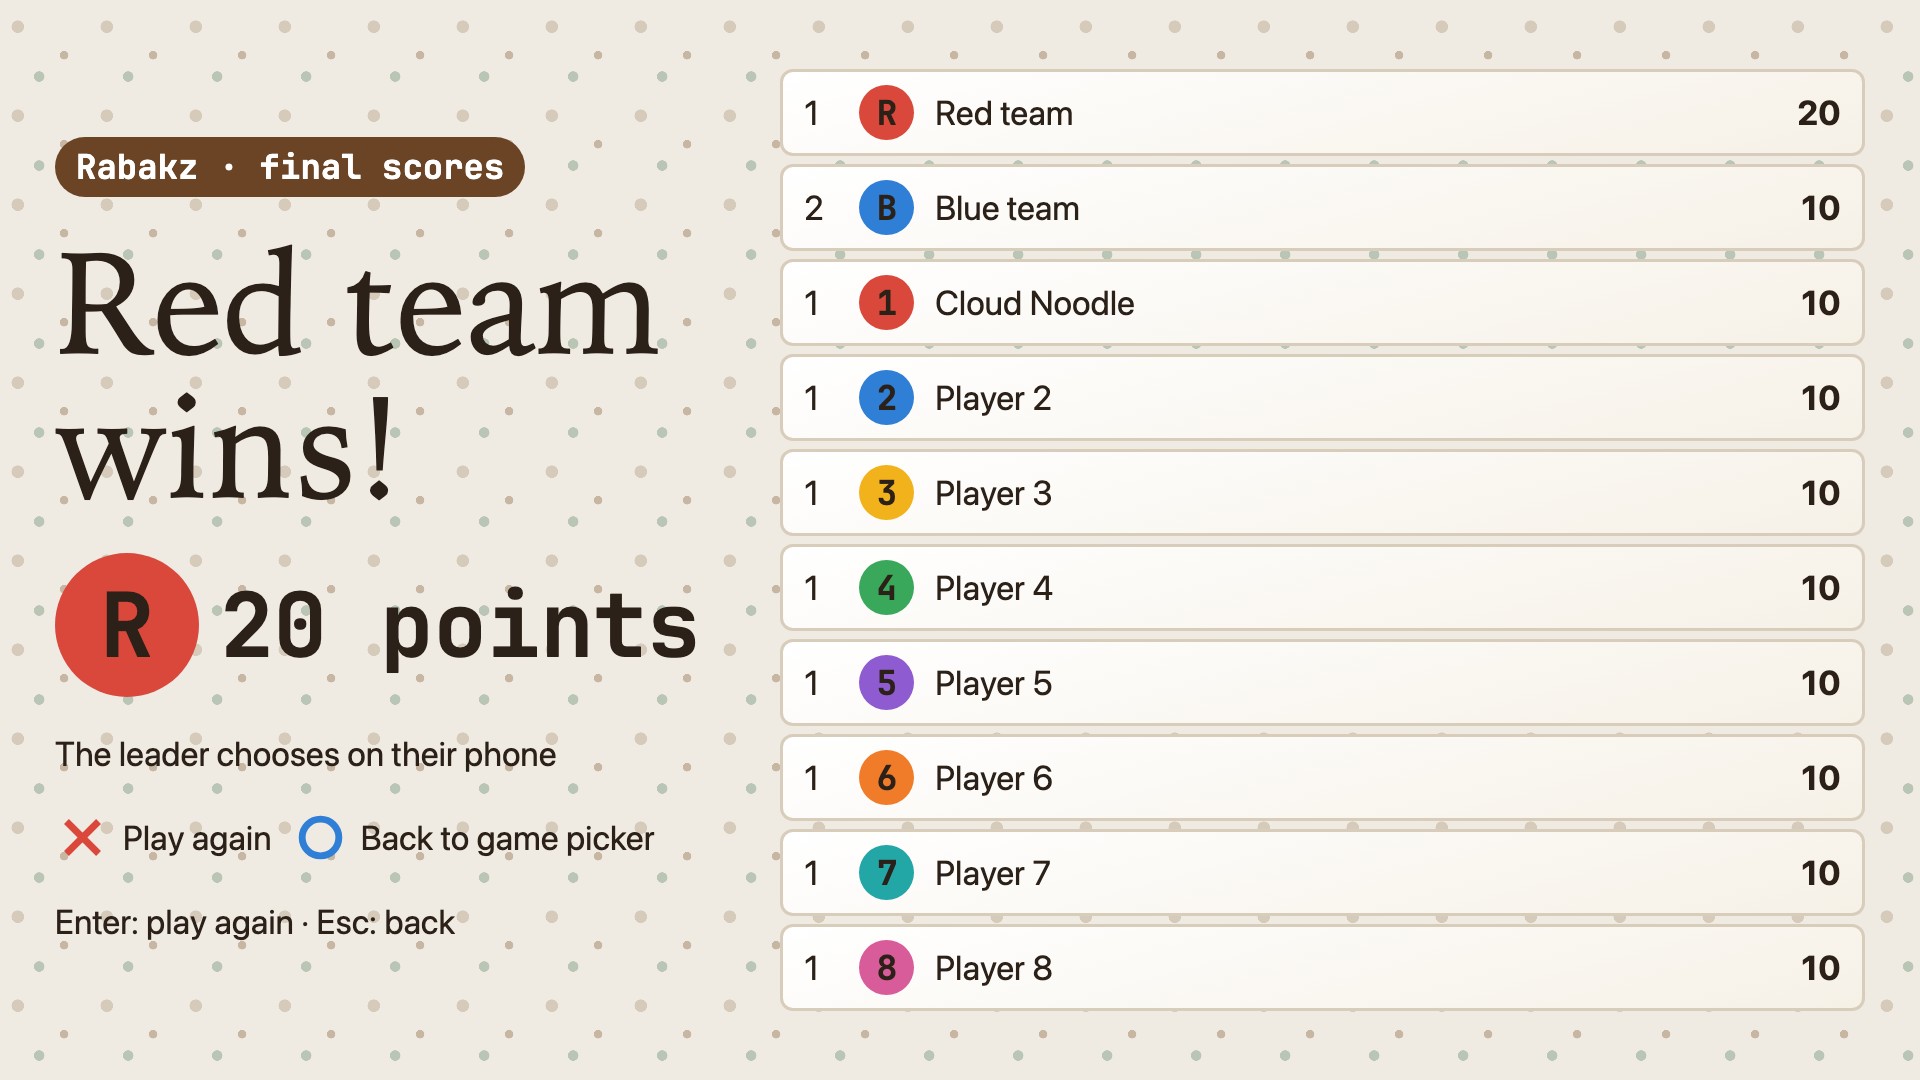 Rabakz · final scores
Red team
wins!
R 20 points
The leader chooses on their phone
Play again Back to game picker
Enter: play again · Esc: back
1 R Red team 20
2 B Blue team 10
1 1 Cloud Noodle 10
1 2 Player 2 10
1 3 Player 3 10
1 4 Player 4 10
1 5 Player 5 10
1 6 Player 6 10
1 7 Player 7 10
1 8 Player 8 10